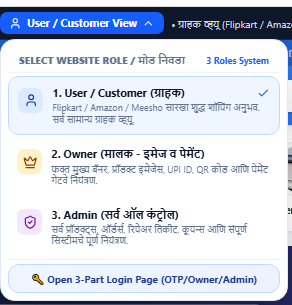 User / Customer View
• ग्राहक व्ह्यू (Flipkart / Amazon /
SELECT WEBSITE ROLE / मोड निवडा
3 Roles System
1. User / Customer (ग्राहक)
Flipkart / Amazon / Meesho सारखा शुद्ध शॉपिंग अनुभव.
सर्व सामान्य ग्राहक व्ह्यू.
2. Owner (मालक - इमेज व पेमेंट)
फक्त मुख्य बॅनर, प्रॉडक्ट इमेजेस, UPI ID, QR कोड आणि पेमेंट
गेटवे नियंत्रण.
3. Admin (सर्व ऑल कंट्रोल)
सर्व प्रॉडक्ट्स, ऑर्डर्स, रिपेअर तिकीट, कूपन्स आणि संपूर्ण
सिस्टीमचे पूर्ण नियंत्रण.
Open 3-Part Login Page (OTP/Owner/Admin)